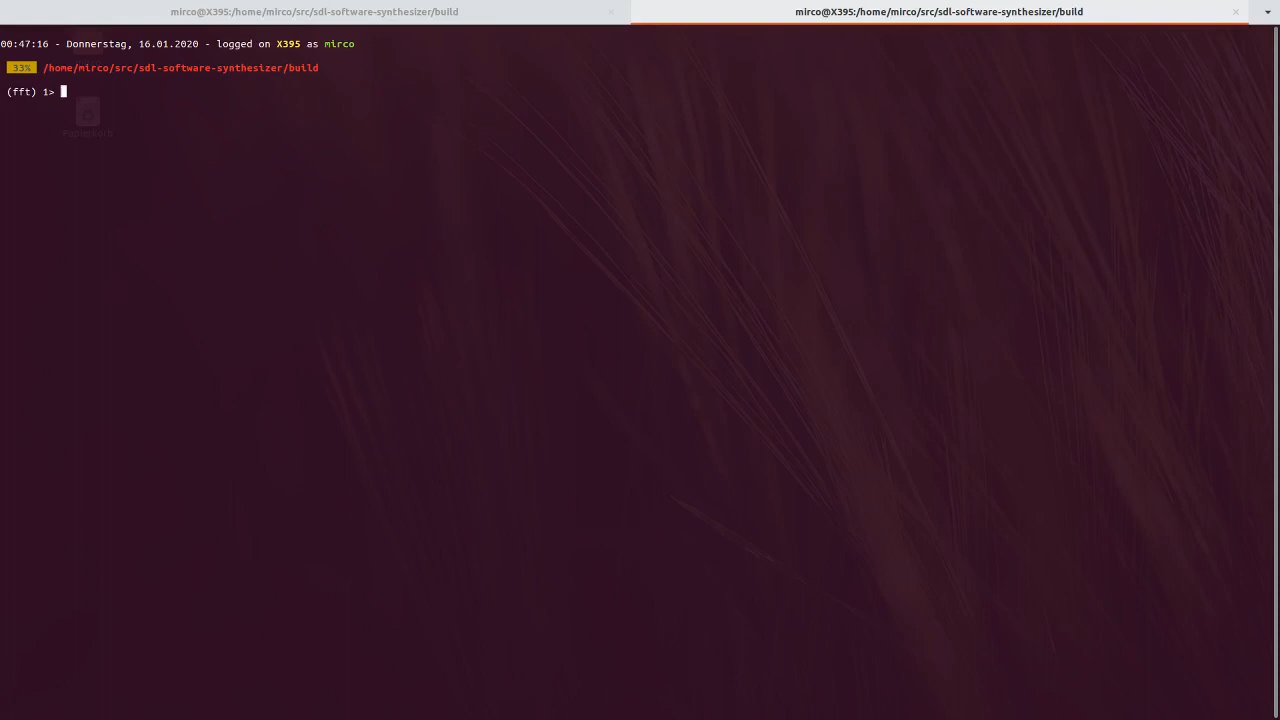 mirco@X395:/home/mirco/src/sdl-software-synthesizer/build × mirco@X395:/home/mirco/src/sdl-software-synthesizer/build ×
00:47:16 - Donnerstag, 16.01.2020 - logged on X395 as mirco
33% /home/mirco/src/sdl-software-synthesizer/build
(fft) 1>
Papierkorb